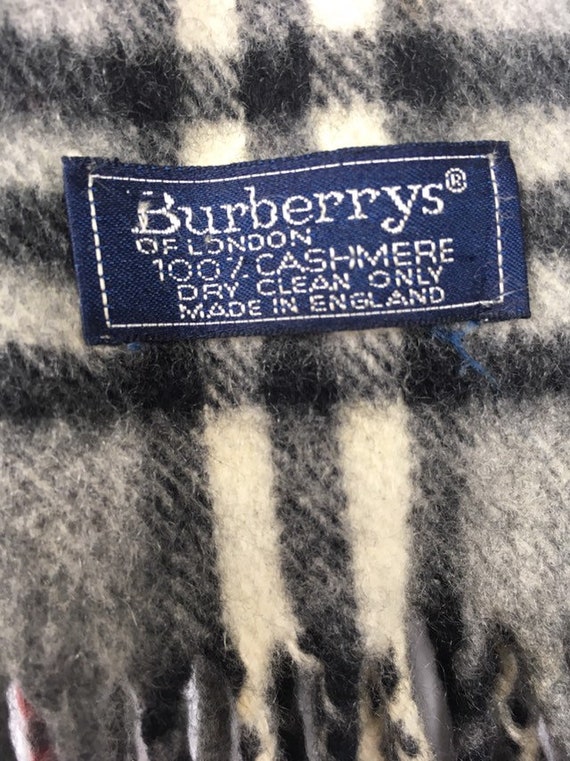 Burberrys®
OF LONDON
100% CASHMERE
DRY CLEAN ONLY
MADE IN ENGLAND